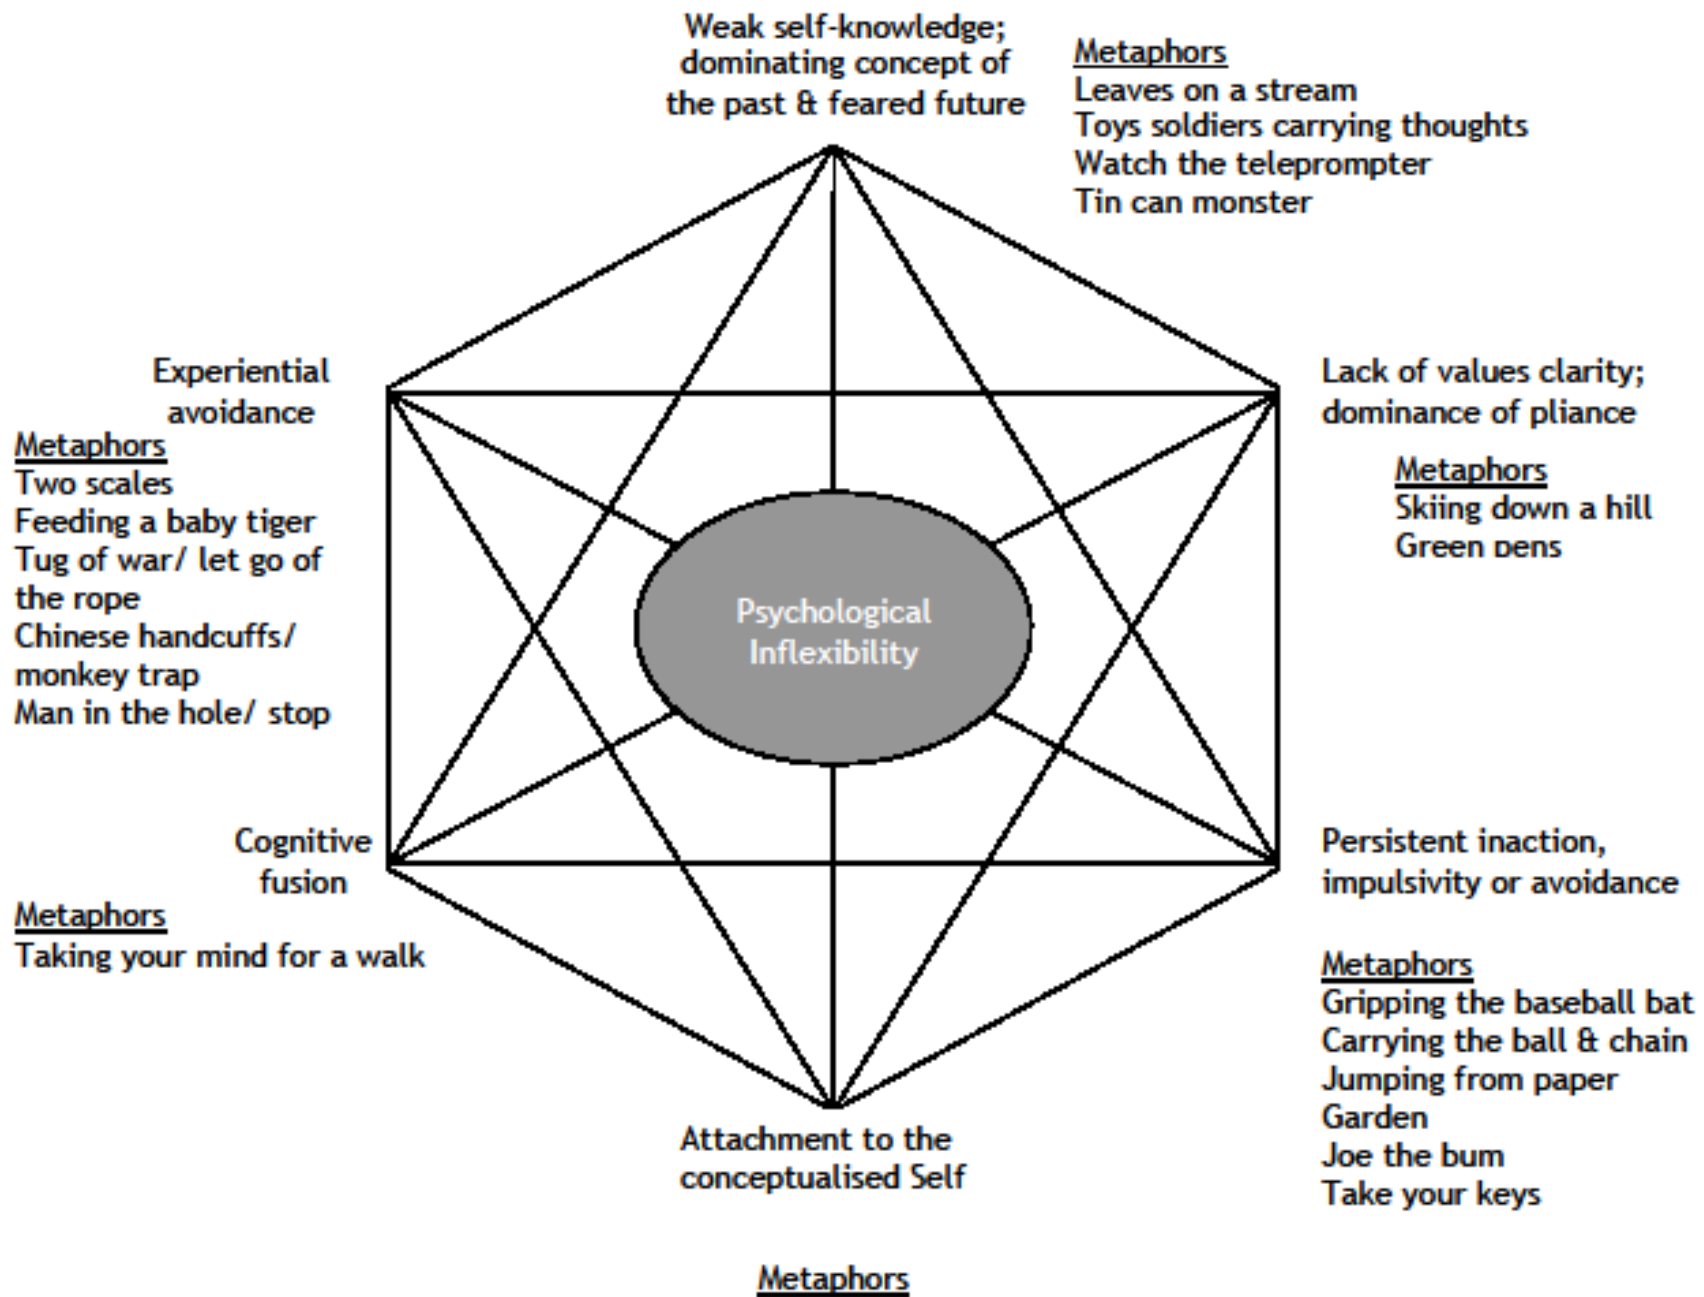 Weak self-knowledge;
dominating concept of
the past & feared future
Metaphors
Leaves on a stream
Toys soldiers carrying thoughts
Watch the teleprompter
Tin can monster
Experiential
avoidance
Metaphors
Two scales
Feeding a baby tiger
Tug of war/ let go of
the rope
Chinese handcuffs/
monkey trap
Man in the hole/ stop
Lack of values clarity;
dominance of pliance
Metaphors
Skiing down a hill
Green pens
Psychological
Inflexibility
Cognitive
fusion
Metaphors
Taking your mind for a walk
Persistent inaction,
impulsivity or avoidance
Metaphors
Gripping the baseball bat
Carrying the ball & chain
Jumping from paper
Garden
Joe the bum
Take your keys
Attachment to the
conceptualised Self
Metaphors